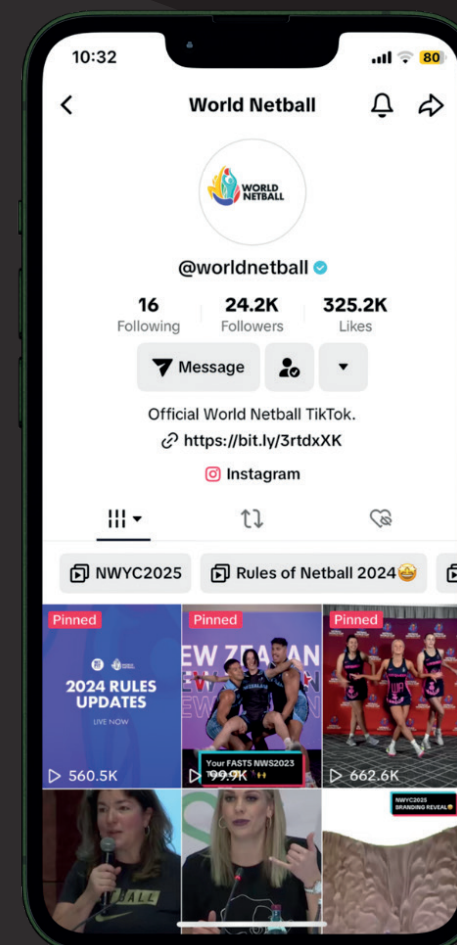 10:32
80
World Netball
WORLD
NETBALL
@worldnetball
16
24.2K
325.2K
Following
Followers
Likes
Message
Official World Netball TikTok.
https://bit.ly/3rtdxXK
Instagram
NWYC2025
Rules of Netball 2024🤩
Pinned
2024 RULES
UPDATES
LIVE NOW
560.5K
Pinned
EW ZEALAN
Your FAST5 NWS2023
99.9K
Pinned
662.6K
BALL
NWYC2025
BRANDING REVEAL